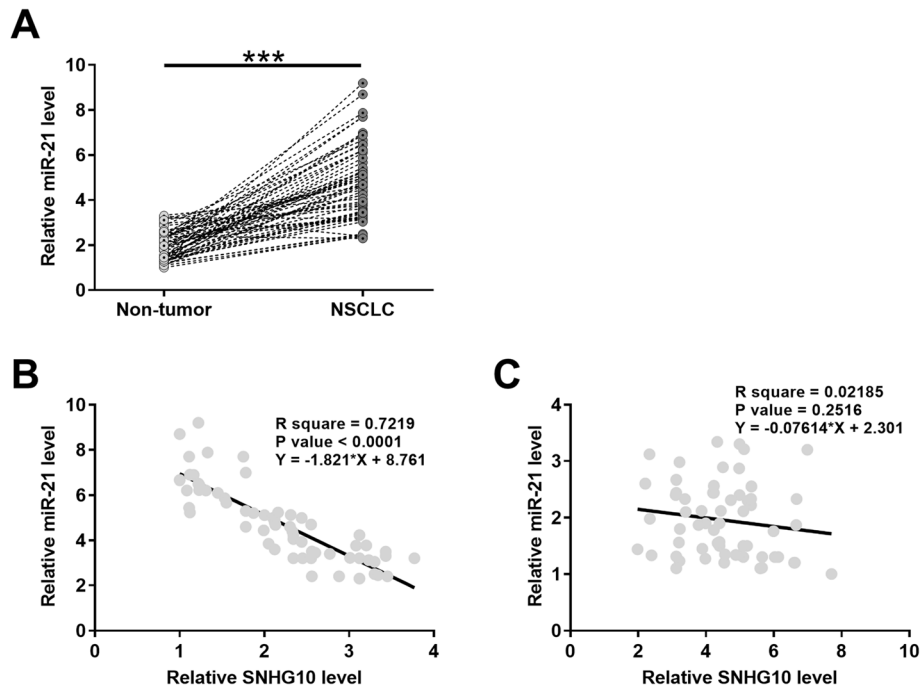 A
***
Relative miR-21 level
10
8
6
4
2
0
Non-tumor NSCLC
B
R square = 0.7219
P value < 0.0001
Y = -1.821*X + 8.761
Relative miR-21 level
10
8
6
4
2
0
0 1 2 3 4
Relative SNHG10 level
C
R square = 0.02185
P value = 0.2516
Y = -0.07614*X + 2.301
Relative miR-21 level
4
3
2
1
0
0 2 4 6 8 10
Relative SNHG10 level